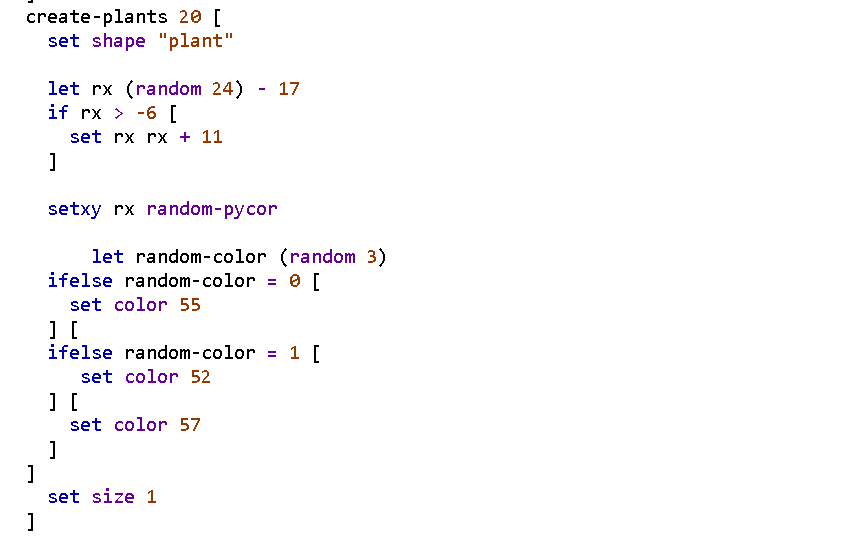 ]
create-plants 20 [
  set shape "plant"

  let rx (random 24) - 17
  if rx > -6 [
    set rx rx + 11
  ]

  setxy rx random-pycor

      let random-color (random 3)
  ifelse random-color = 0 [
    set color 55
  ] [
  ifelse random-color = 1 [
     set color 52
  ] [
    set color 57
  ]
]
  set size 1
]